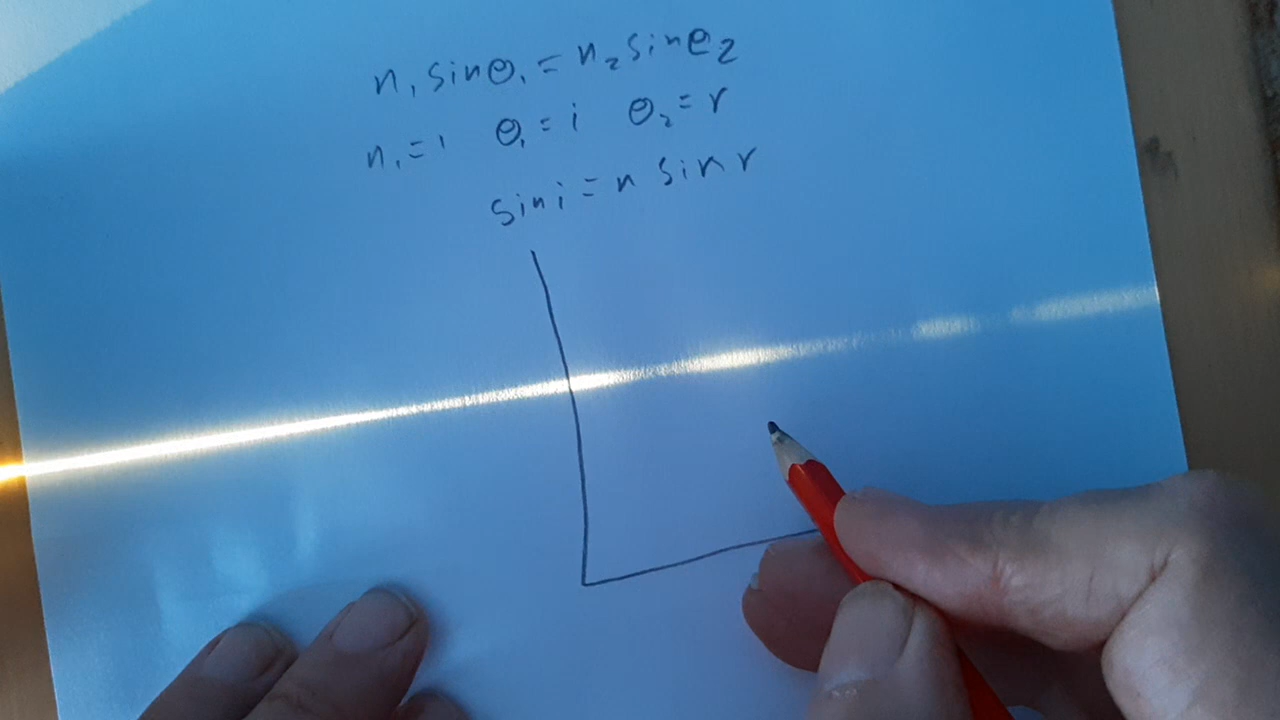 n₁ sinθ₁ = n₂ sinθ₂
n₁ = 1 θ₁ = i θ₂ = r
sin i = n sin r